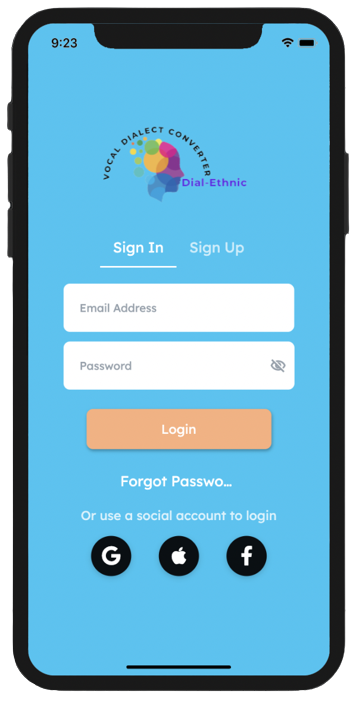 9:23
VOCAL DIALECT CONVERTER
Dial-Ethnic
Sign In Sign Up
Email Address
Password
Login
Forgot Passwo...
Or use a social account to login